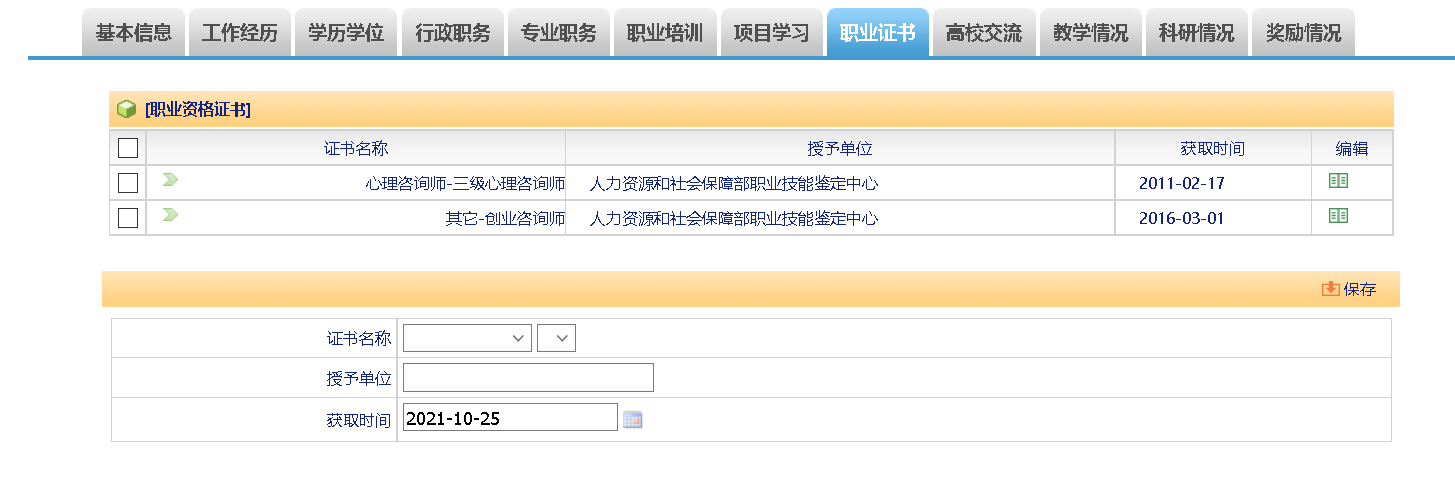 基本信息 工作经历 学历学位 行政职务 专业职务 职业培训 项目学习 职业证书 高校交流 教学情况 科研情况 奖励情况
[职业资格证书]
证书名称 授予单位 获取时间 编辑
心理咨询师-三级心理咨询师 人力资源和社会保障部职业技能鉴定中心 2011-02-17
其它-创业咨询师 人力资源和社会保障部职业技能鉴定中心 2016-03-01
保存
证书名称
授予单位
获取时间 2021-10-25